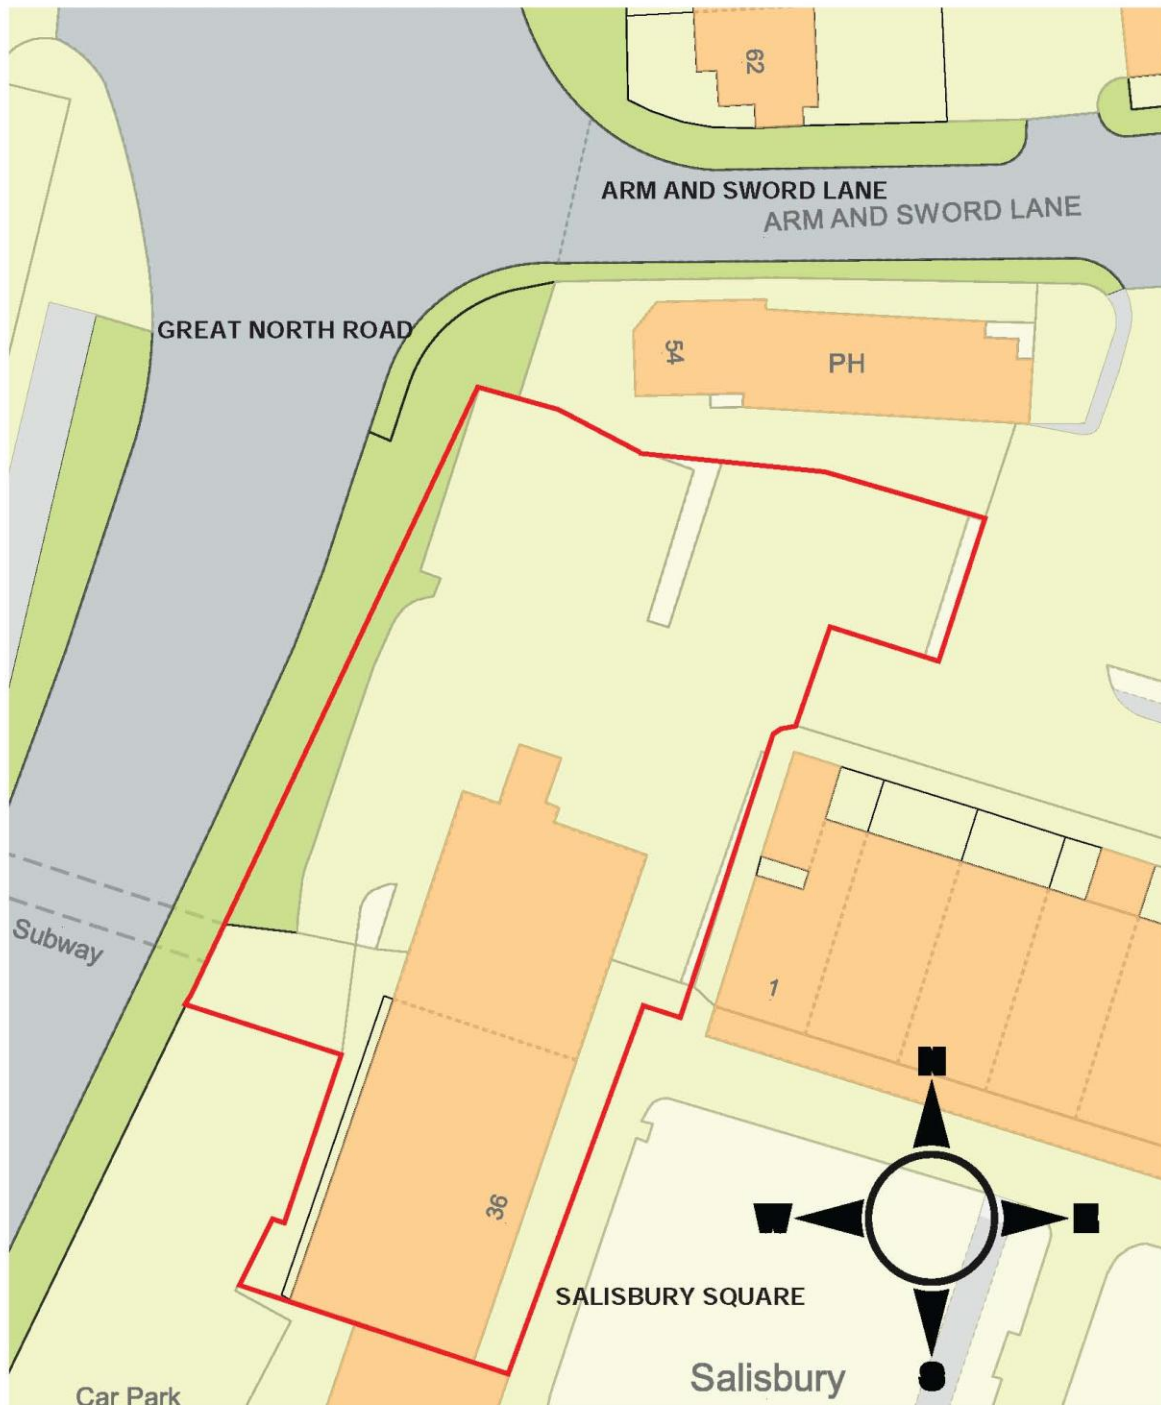 62
ARM AND SWORD LANE
ARM AND SWORD LANE
GREAT NORTH ROAD
54
PH
Subway
1
N
36
W
E
SALISBURY SQUARE
Salisbury
S
Car Park